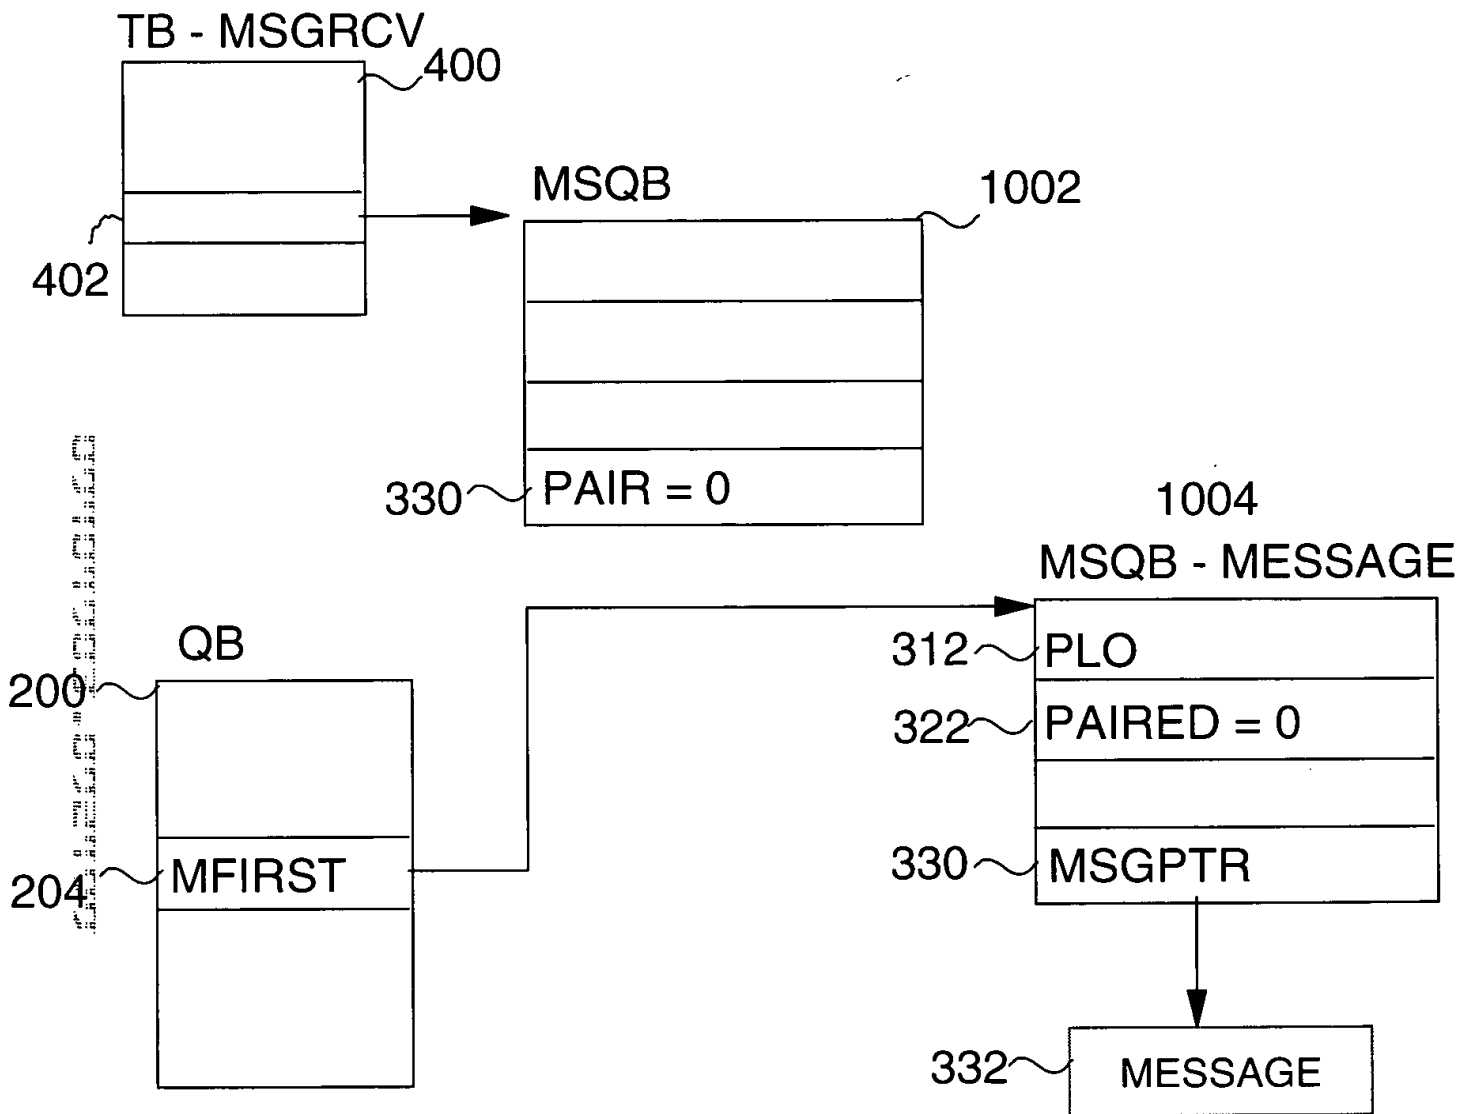 TB - MSGRCV
400
402
MSQB
1002
330
PAIR = 0
1004
MSQB - MESSAGE
QB
200
204
MFIRST
312
PLO
322
PAIRED = 0
330
MSGPTR
332
MESSAGE